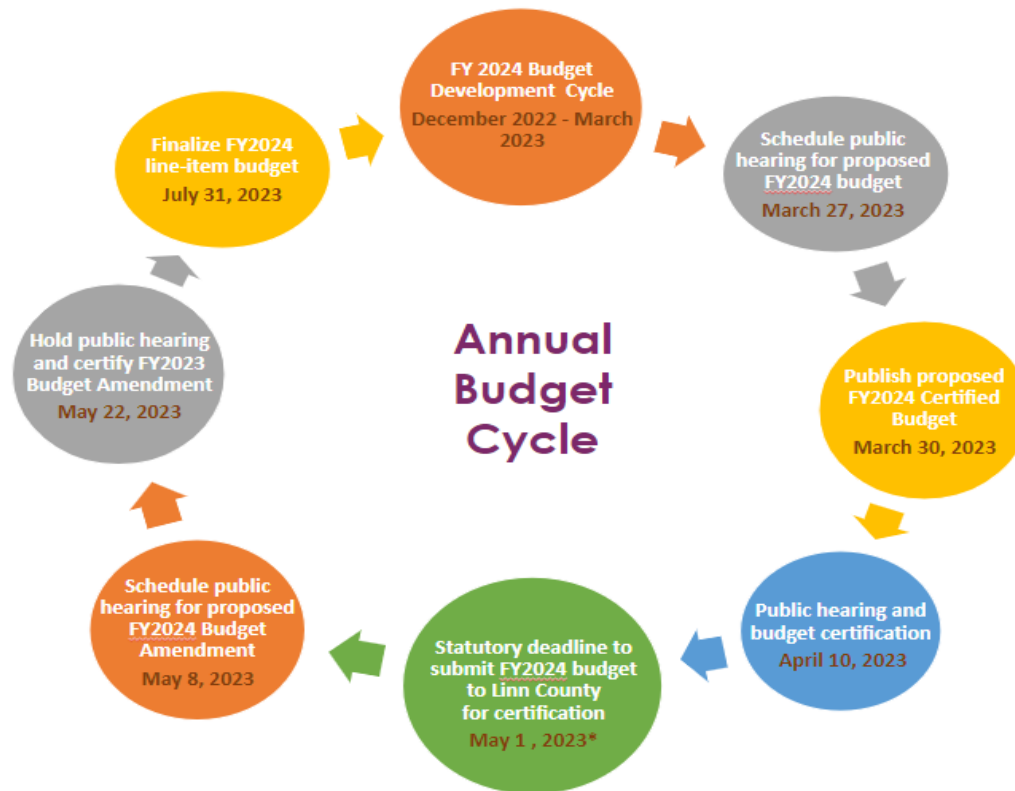 FY 2024 Budget
Development Cycle
December 2022 - March
2023
Schedule public
hearing for proposed
FY2024 budget
March 27, 2023
Publish proposed
FY2024 Certified
Budget
March 30, 2023
Public hearing and
budget certification
April 10, 2023
Statutory deadline to
submit FY2024 budget
to Linn County
for certification
May 1 , 2023*
Schedule public
hearing for proposed
FY2024 Budget
Amendment
May 8, 2023
Hold public hearing
and certify FY2023
Budget Amendment
May 22, 2023
Finalize FY2024
line-item budget
July 31, 2023
Annual
Budget
Cycle